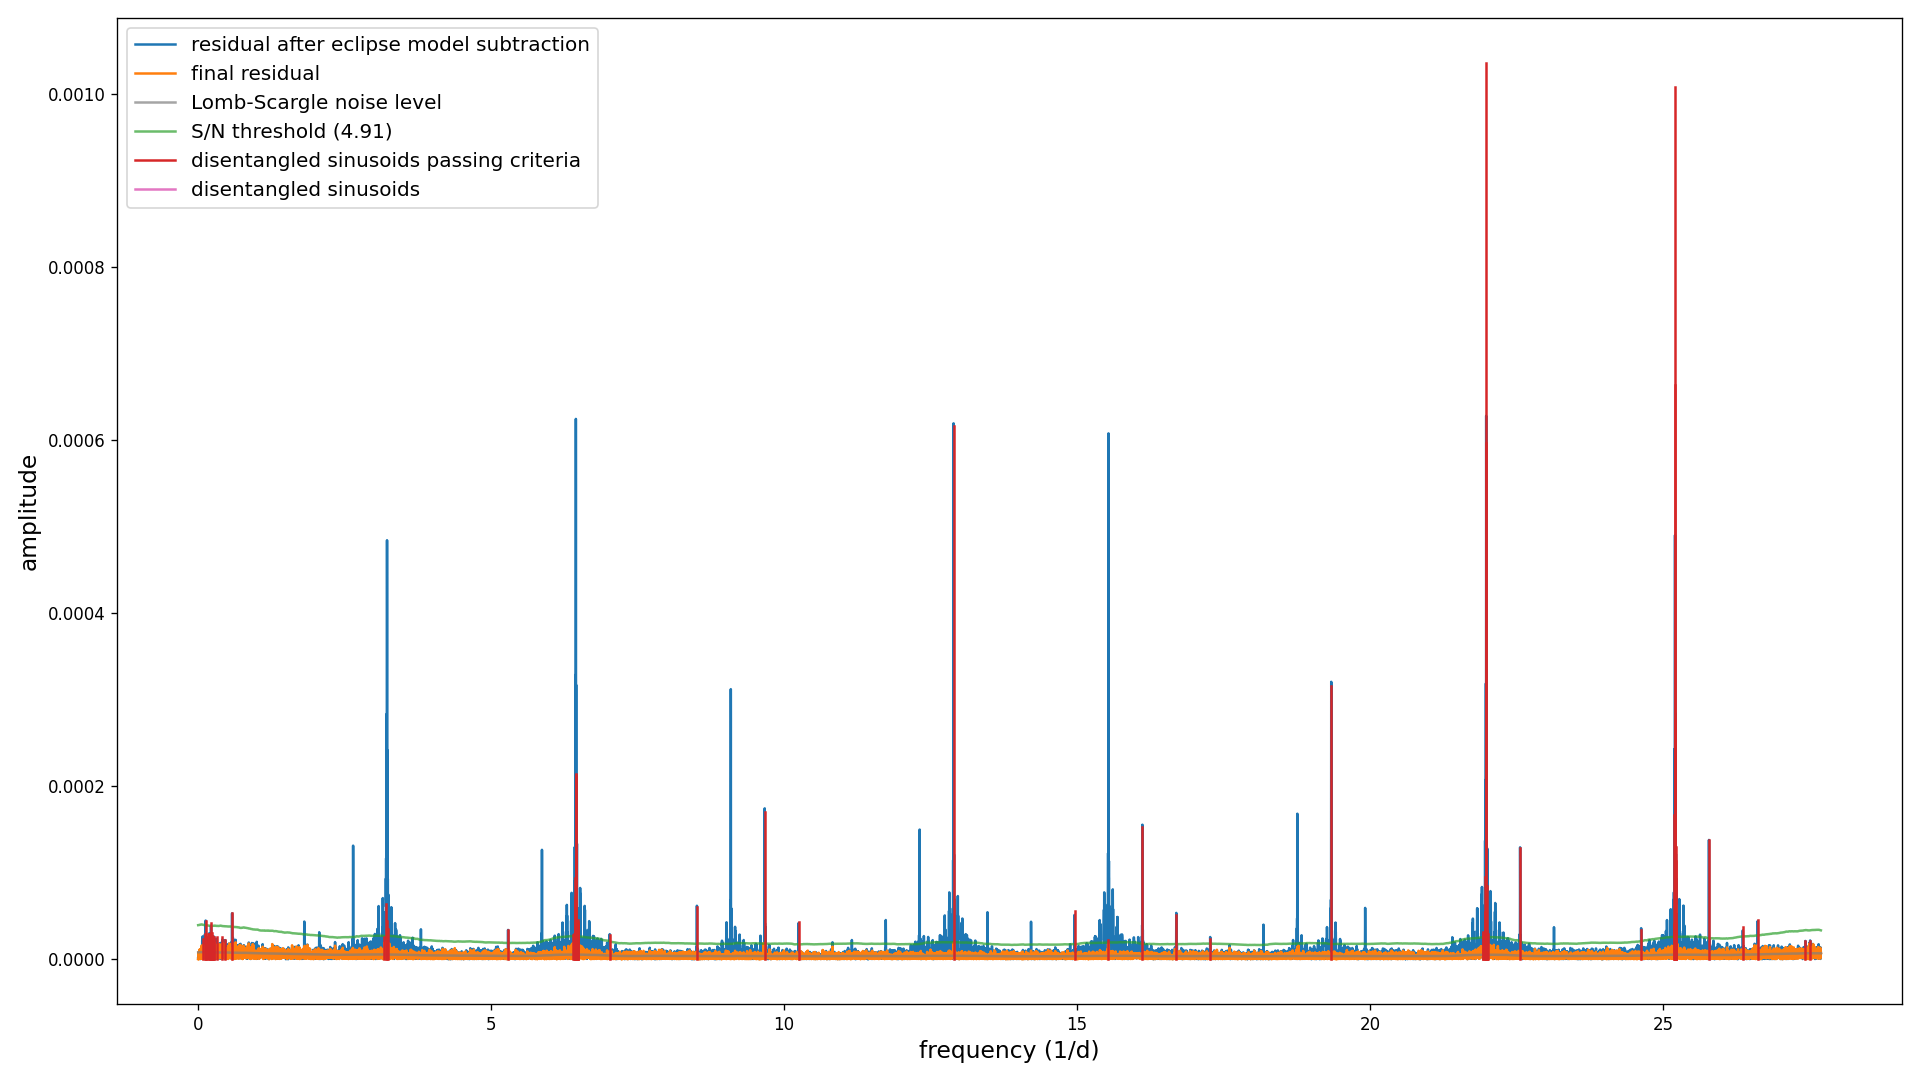 residual after eclipse model subtraction
final residual
Lomb-Scargle noise level
S/N threshold (4.91)
disentangled sinusoids passing criteria
disentangled sinusoids
0.0010
0.0008
0.0006
0.0004
0.0002
0.0000
amplitude
0 5 10 15 20 25
frequency (1/d)